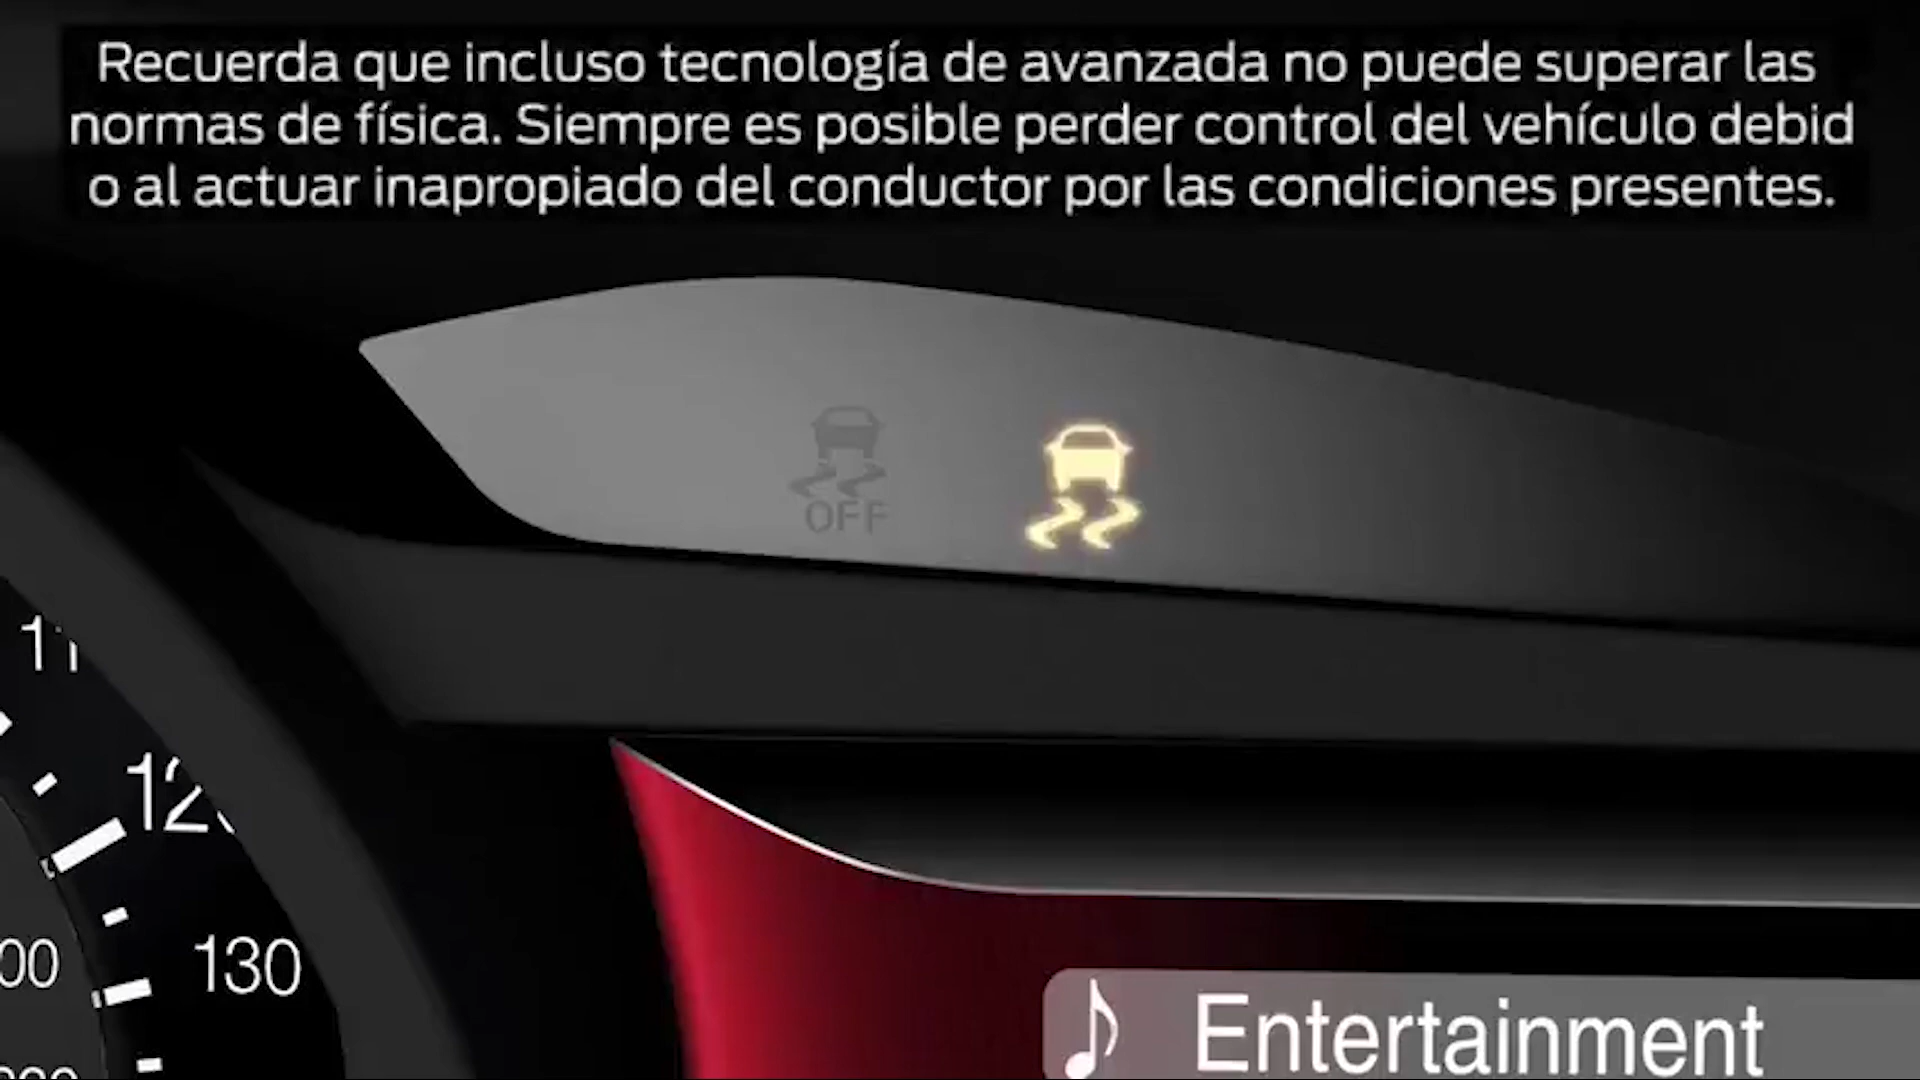 Recuerda que incluso tecnología de avanzada no puede superar las
normas de física. Siempre es posible perder control del vehículo debid
o al actuar inapropiado del conductor por las condiciones presentes.
OFF
130
Entertainment